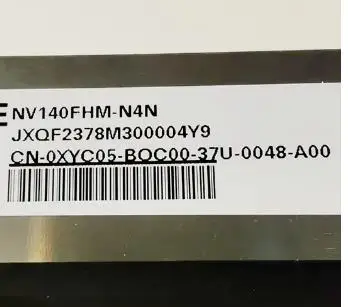 E NV140FHM-N4N
JXQF2378M300004Y9
CN-0XYC05-BOC00-37U-0048-A00